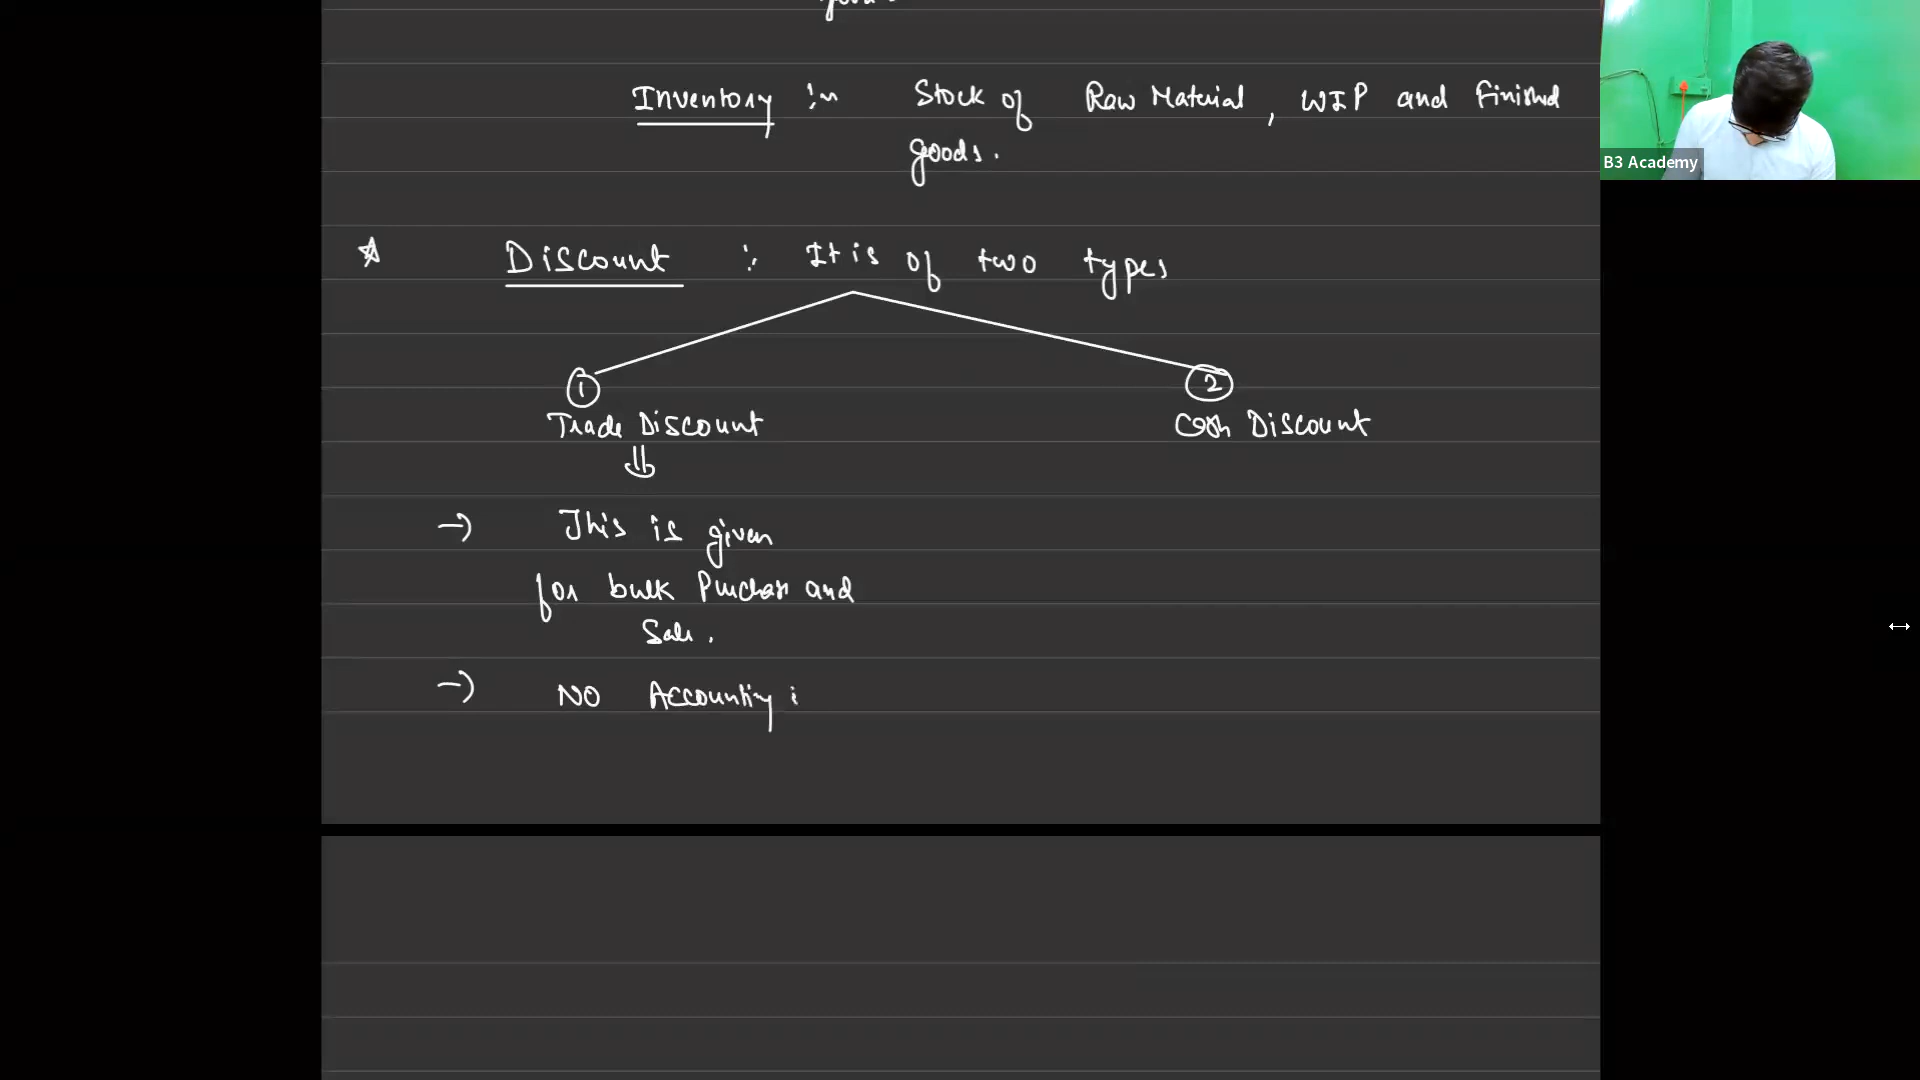 Inventory :- Stock of Raw Material, WIP and Finished
goods.
B3 Academy
☆ Discount : It is of two types
① ②
Trade Discount Cash Discount
⇓
→ This is given
for bulk Purchase and
Sale.
→ NO Accounting i